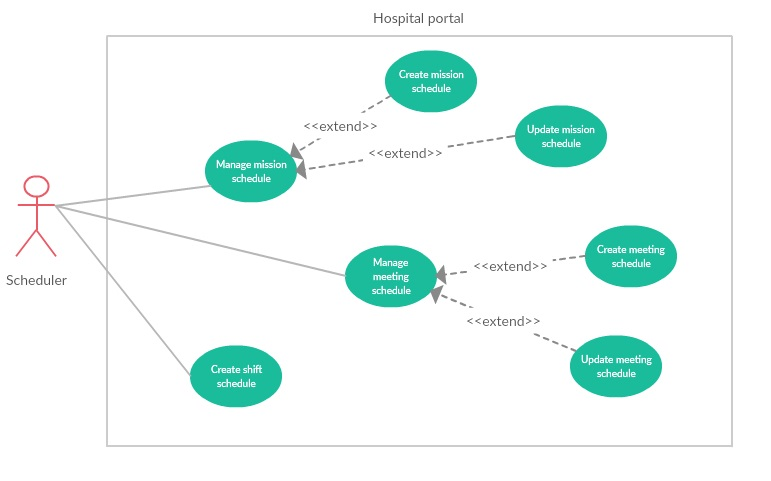 Hospital portal
Create mission
schedule
<<extend>>
Update mission
schedule
<<extend>>
Manage mission
schedule
Scheduler
Manage
meeting
schedule
Create meeting
schedule
<<extend>>
<<extend>>
Update meeting
schedule
Create shift
schedule